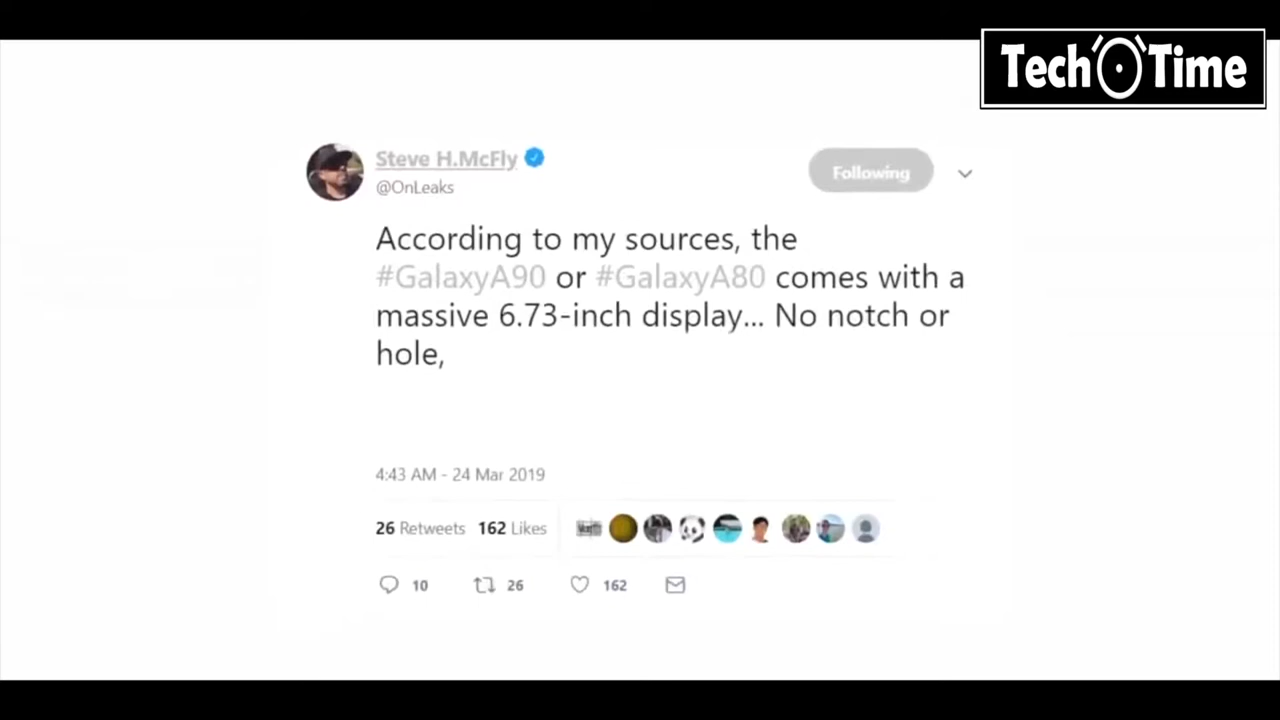 Tech Time
Steve H.McFly
Following
@OnLeaks
According to my sources, the
#GalaxyA90 or #GalaxyA80 comes with a
massive 6.73-inch display... No notch or
hole,
4:43 AM - 24 Mar 2019
26 Retweets 162 Likes
10 26 162